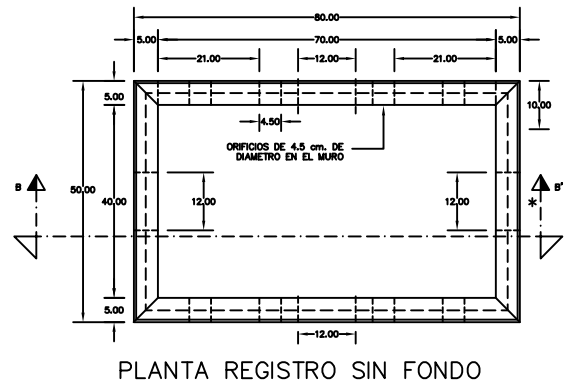 80.00
5.00 70.00 5.00
21.00 12.00 21.00
5.00 10.00
4.50
ORIFICIOS DE 4.5 cm. DE
DIAMETRO EN EL MURO
B B'
50.00 40.00 12.00 12.00 *
5.00
12.00
PLANTA REGISTRO SIN FONDO